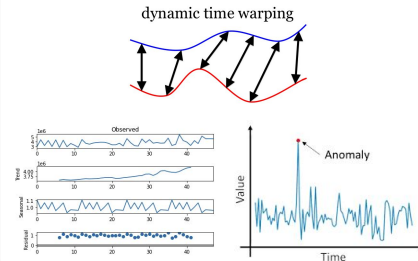 dynamic time warping
Observed
1e6
5
4
3
0 10 20 30 40
1e6
Trend
4.00
3.75
0 10 20 30 40
Seasonal
1.1
1.0
0 10 20 30 40
Residual
1
0
0 10 20 30 40
Anomaly
Value
Time